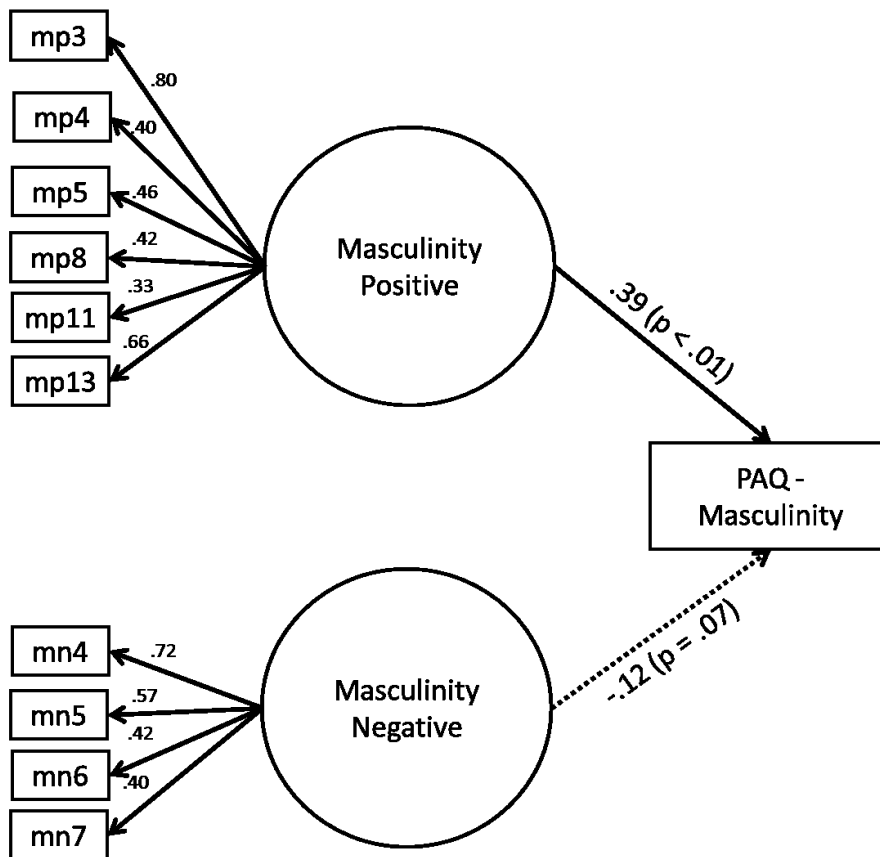 mp3
.80
mp4
.40
mp5
.46
mp8
.42
mp11
.33
mp13
.66
Masculinity
Positive
.39 (p < .01)
PAQ -
Masculinity
mn4
.72
mn5
.57
mn6
.42
mn7
.40
Masculinity
Negative
-.12 (p = .07)